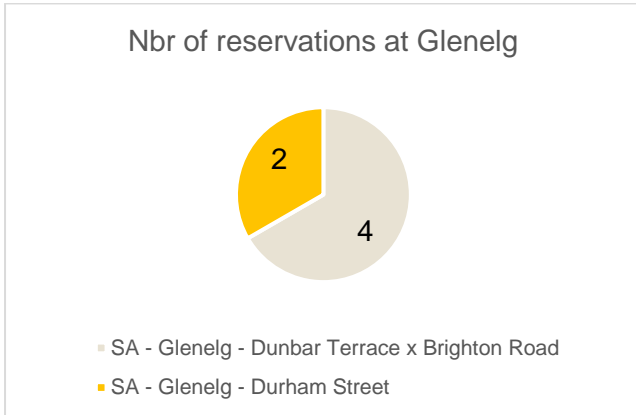 Nbr of reservations at Glenelg
2
4
SA - Glenelg - Dunbar Terrace x Brighton Road
SA - Glenelg - Durham Street